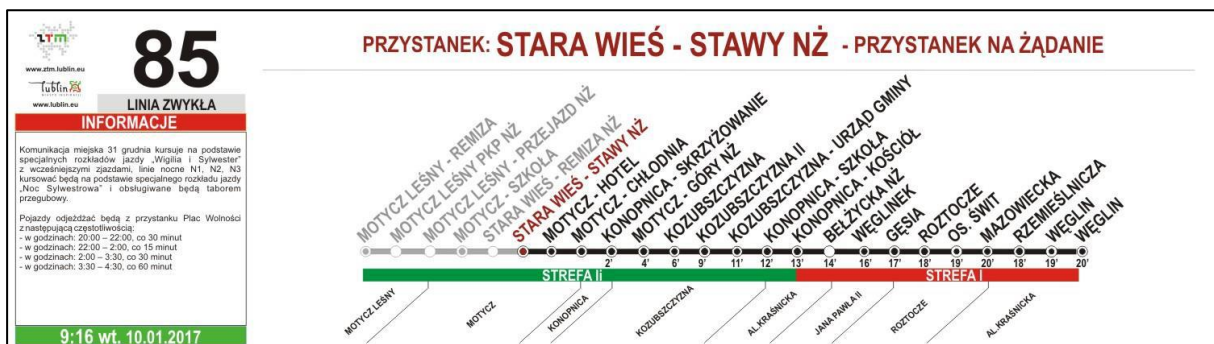 ztm
www.ztm.lublin.eu
Lublin
www.lublin.eu
85
LINIA ZWYKŁA
INFORMACJE
Komunikacja miejska 31 grudnia kursuje na podstawie
specjalnych rozkładów jazdy „Wigilia i Sylwester”
z wcześniejszymi zjazdami, linie nocne N1, N2, N3
kursować będą na podstawie specjalnego rozkładu jazdy
„Noc Sylwestrowa” i obsługiwane będą taborem
przegubowy.
Pojazdy odjeżdżać będą z przystanku Plac Wolności
z następującą częstotliwością:
- w godzinach: 20:00 – 22:00, co 30 minut
- w godzinach: 22:00 – 2:00, co 15 minut
- w godzinach: 2:00 – 3:30, co 30 minut
- w godzinach: 3:30 – 4:30, co 60 minut
9:16 wt. 10.01.2017
PRZYSTANEK: STARA WIEŚ - STAWY NŻ - PRZYSTANEK NA ŻĄDANIE
MOTYCZ LEŚNY - REMIZA
MOTYCZ LEŚNY PKP NŻ
MOTYCZ LEŚNY - PRZEJAZD NŻ
MOTYCZ - SZKOŁA
STARA WIEŚ - REMIZA NŻ
STARA WIEŚ - STAWY NŻ
MOTYCZ - HOTEL
MOTYCZ - CHŁODNIA
KONOPNICA - SKRZYŻOWANIE
MOTYCZ - GÓRY NŻ
KOZUBSZCZYZNA
KOZUBSZCZYZNA II
KOZUBSZCZYZNA - URZĄD GMINY
KONOPNICA - SZKOŁA
KONOPNICA - KOŚCIÓŁ
BEŁŻYCKA NŻ
WĘGLINEK
GĘSIA
ROZTOCZE
OS. ŚWIT
MAZOWIECKA
RZEMIEŚLNICZA
WĘGLIN
WĘGLIN
2' 4' 6' 9' 11' 12' 13' 14' 16' 17' 18' 19' 20' 18' 19' 20'
STREFA Ii STREFA I
MOTYCZ LEŚNY
MOTYCZ
KONOPNICA
KOZUBSZCZYZNA
AL.KRAŚNICKA
JANA PAWŁA II
ROZTOCZE
AL.KRAŚNICKA